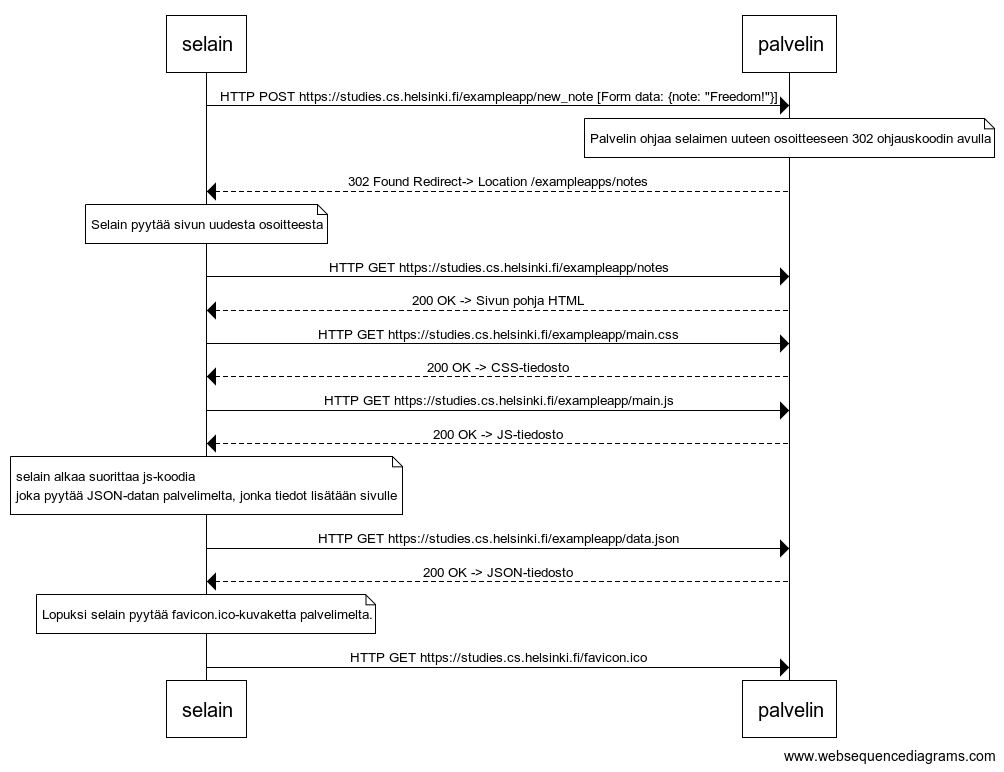 selain
palvelin
HTTP POST https://studies.cs.helsinki.fi/exampleapp/new_note [Form data: {note: "Freedom!"}]
Palvelin ohjaa selaimen uuteen osoitteeseen 302 ohjauskoodin avulla
302 Found Redirect-> Location /exampleapps/notes
Selain pyytää sivun uudesta osoitteesta
HTTP GET https://studies.cs.helsinki.fi/exampleapp/notes
200 OK -> Sivun pohja HTML
HTTP GET https://studies.cs.helsinki.fi/exampleapp/main.css
200 OK -> CSS-tiedosto
HTTP GET https://studies.cs.helsinki.fi/exampleapp/main.js
200 OK -> JS-tiedosto
selain alkaa suorittaa js-koodia
joka pyytää JSON-datan palvelimelta, jonka tiedot lisätään sivulle
HTTP GET https://studies.cs.helsinki.fi/exampleapp/data.json
200 OK -> JSON-tiedosto
Lopuksi selain pyytää favicon.ico-kuvaketta palvelimelta.
HTTP GET https://studies.cs.helsinki.fi/favicon.ico
selain
palvelin
www.websequencediagrams.com